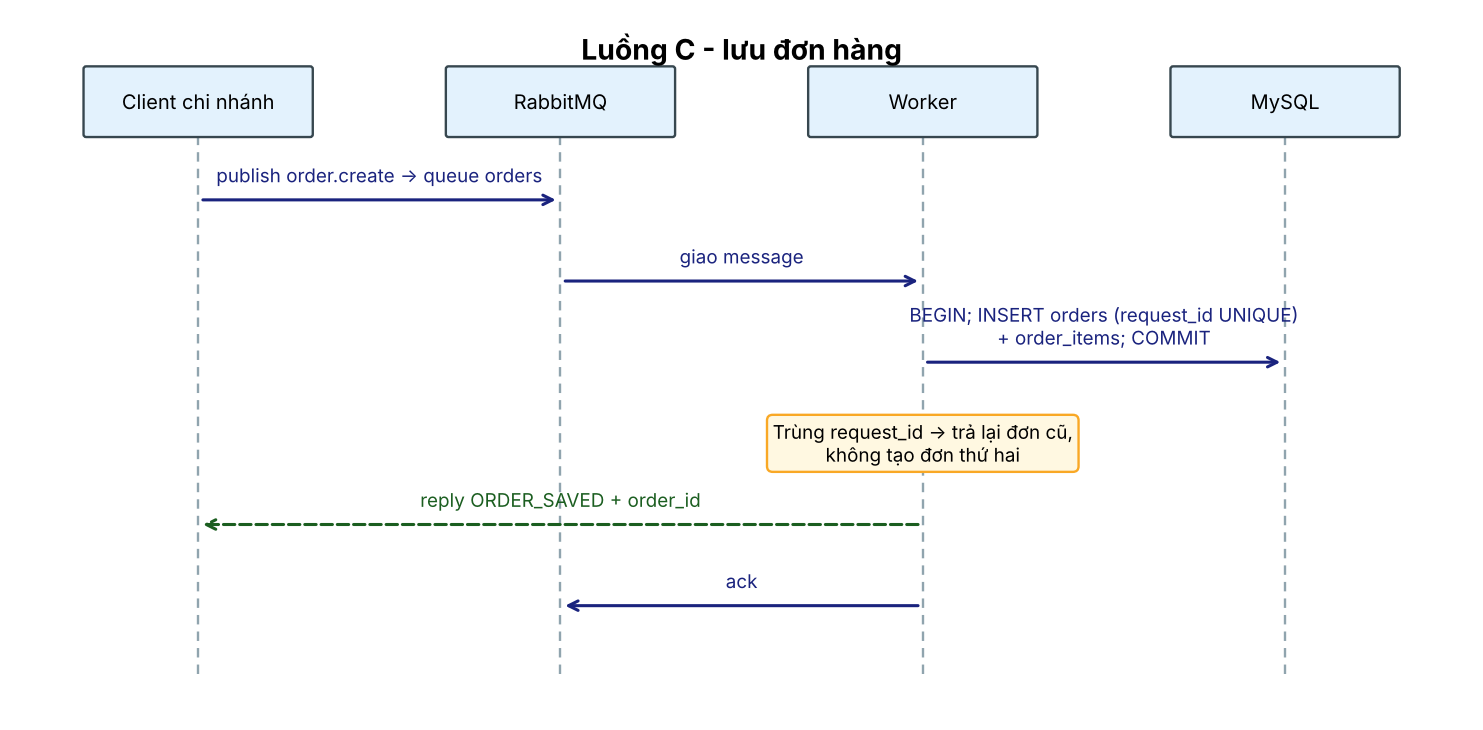 Luồng C - lưu đơn hàng
Client chi nhánh
RabbitMQ
Worker
MySQL
publish order.create → queue orders
giao message
BEGIN; INSERT orders (request_id UNIQUE)
+ order_items; COMMIT
Trùng request_id → trả lại đơn cũ,
không tạo đơn thứ hai
reply ORDER_SAVED + order_id
ack